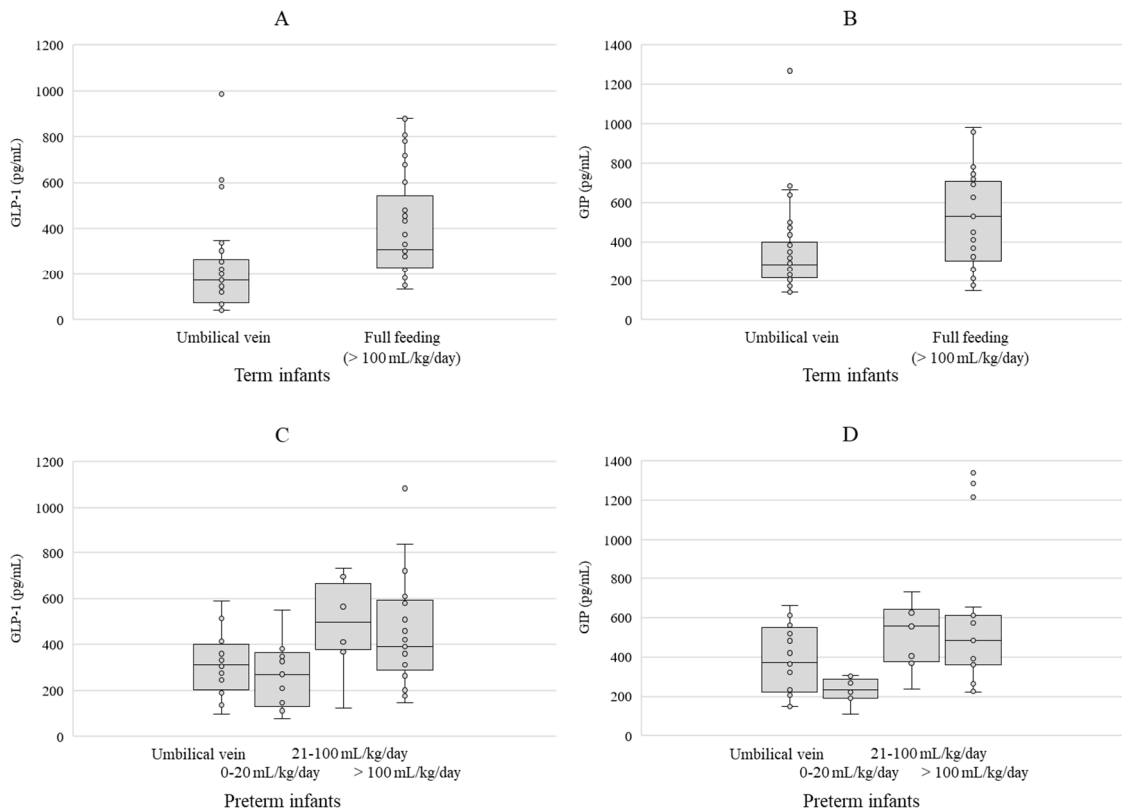 A
1200
1000
800
600
400
200
0
GLP-1 (pg/mL)
Umbilical vein
Full feeding
(> 100 mL/kg/day)
Term infants
B
1400
1200
1000
800
600
400
200
0
GIP (pg/mL)
Umbilical vein
Full feeding
(> 100 mL/kg/day)
Term infants
C
1200
1000
800
600
400
200
0
GLP-1 (pg/mL)
Umbilical vein
21-100 mL/kg/day
0-20 mL/kg/day
> 100 mL/kg/day
Preterm infants
D
1400
1200
1000
800
600
400
200
0
GIP (pg/mL)
Umbilical vein
21-100 mL/kg/day
0-20 mL/kg/day
> 100 mL/kg/day
Preterm infants